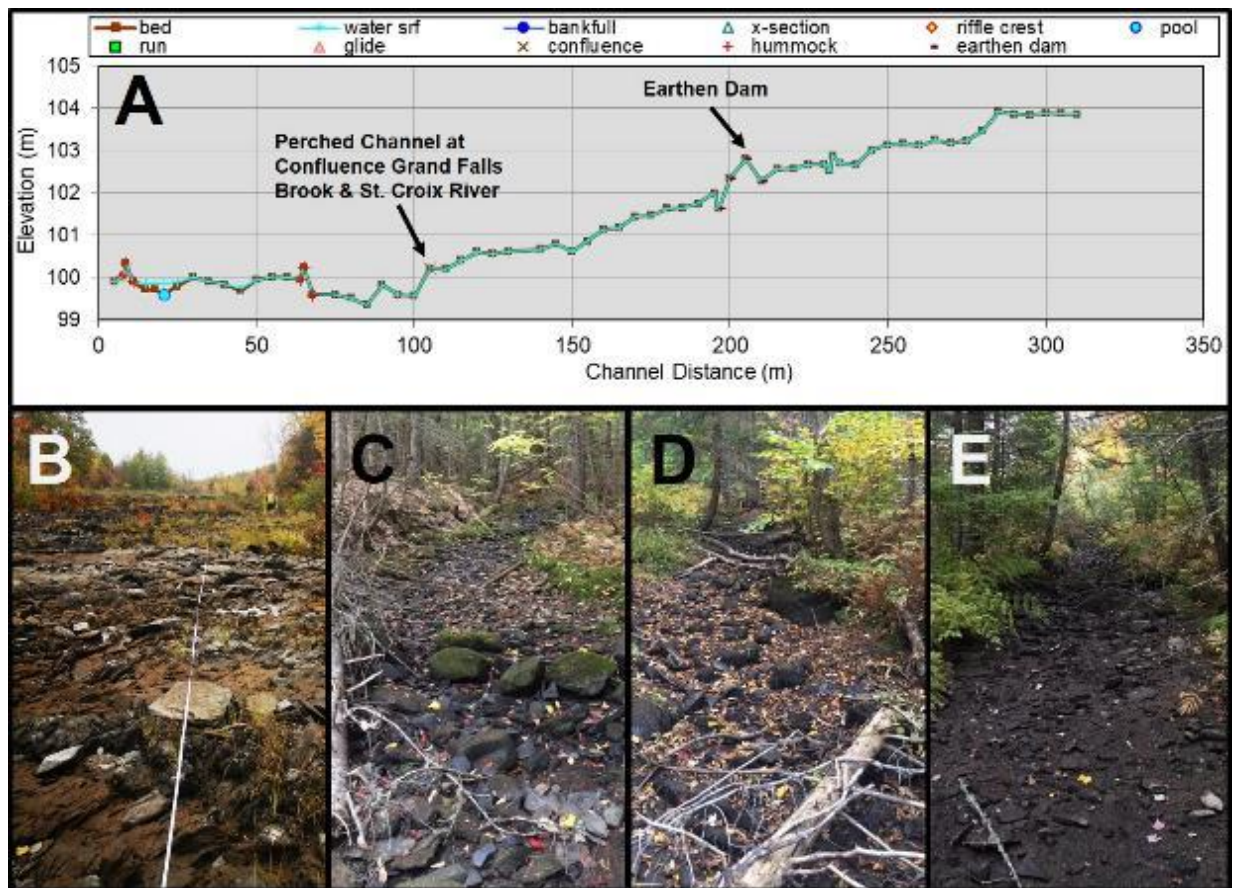 bed water srf bankfull x-section riffle crest pool
run glide confluence hummock earthen dam
A
Elevation (m)
105
104
103
102
101
100
99
Earthen Dam
Perched Channel at
Confluence Grand Falls
Brook & St. Croix River
0 50 100 150 200 250 300 350
Channel Distance (m)
B C D E